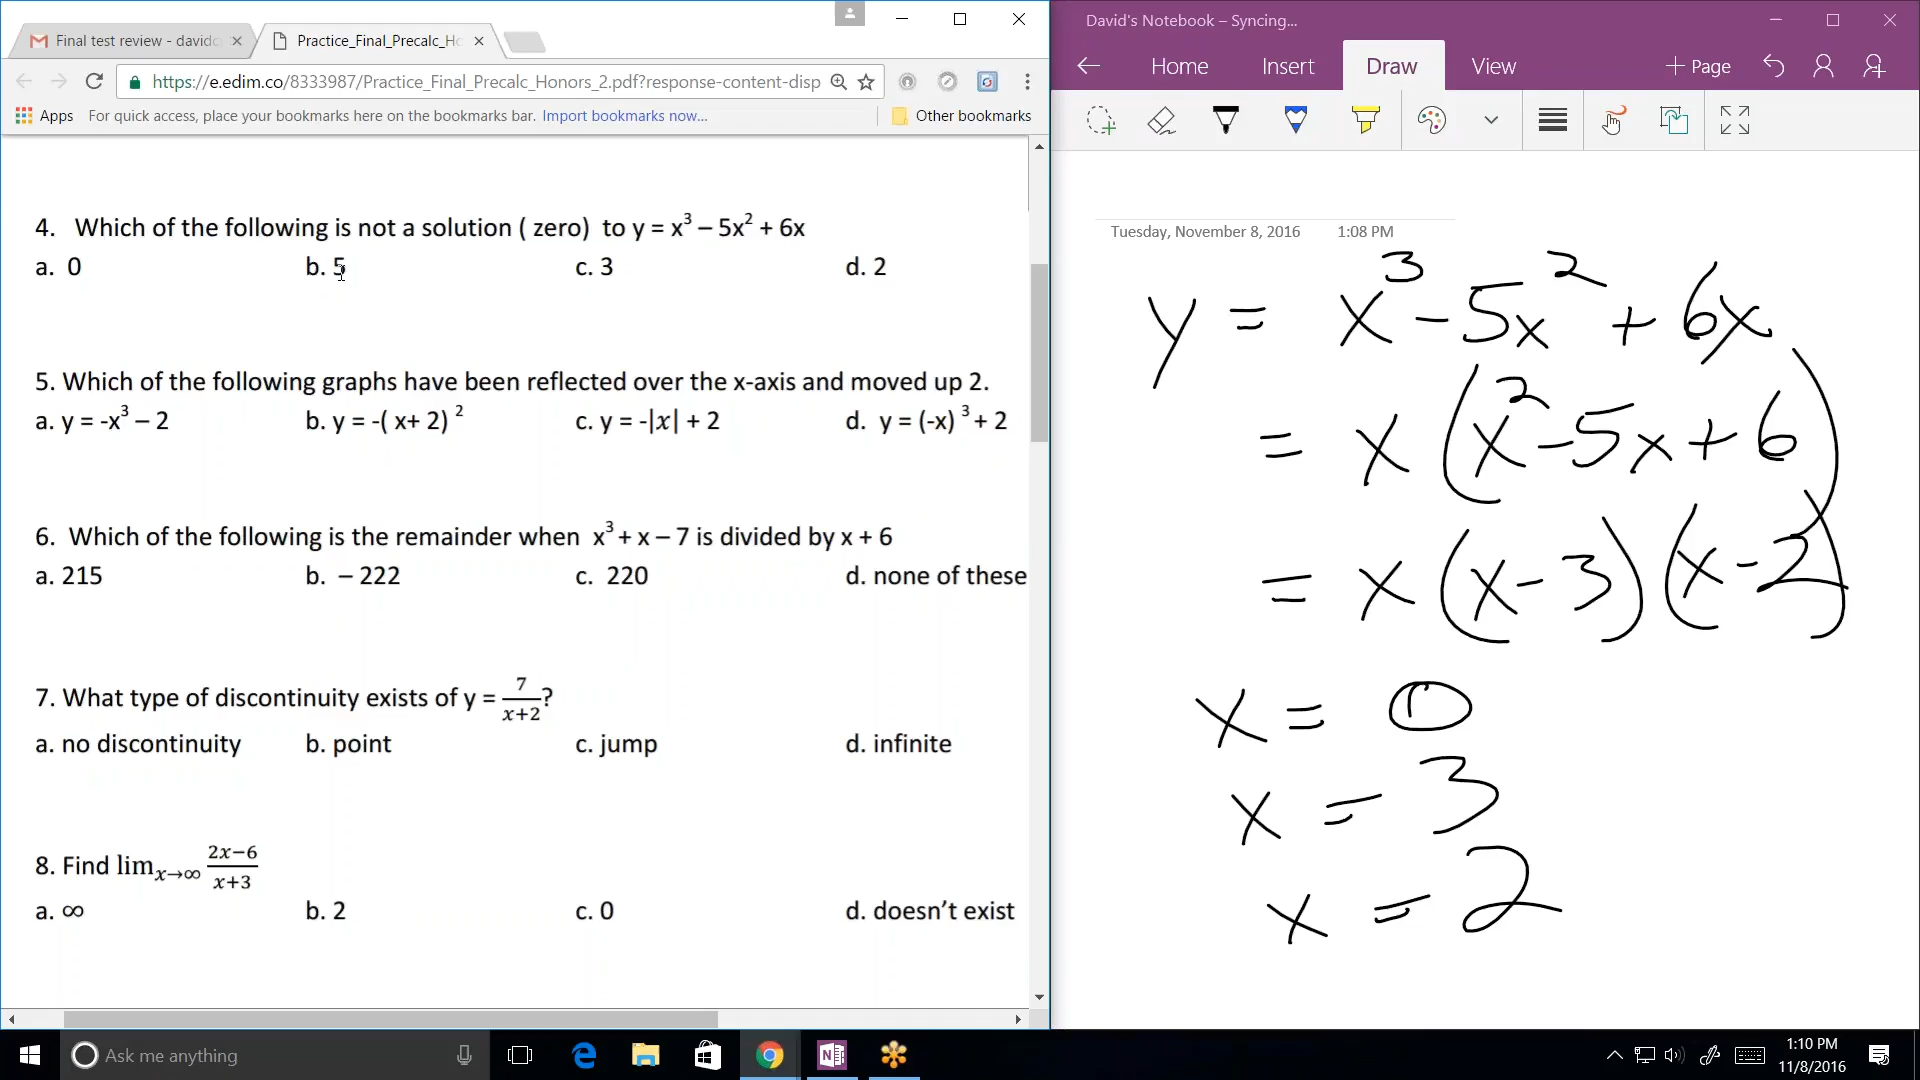 Final test review - davidc
Practice_Final_Precalc_Ho
https://e.edim.co/8333987/Practice_Final_Precalc_Honors_2.pdf?response-content-disp
Apps For quick access, place your bookmarks here on the bookmarks bar. Import bookmarks now... Other bookmarks
4. Which of the following is not a solution ( zero) to y = x³ – 5x² + 6x
a. 0 b. 5 c. 3 d. 2
5. Which of the following graphs have been reflected over the x-axis and moved up 2.
a. y = -x³ – 2 b. y = -( x+ 2) ² c. y = -|x| + 2 d. y = (-x) ³ + 2
6. Which of the following is the remainder when x³ + x – 7 is divided by x + 6
a. 215 b. – 222 c. 220 d. none of these
7. What type of discontinuity exists of y = 7/(x+2)?
a. no discontinuity b. point c. jump d. infinite
8. Find lim x→∞ (2x−6)/(x+3)
a. ∞ b. 2 c. 0 d. doesn’t exist
David's Notebook – Syncing...
Home Insert Draw View + Page
Tuesday, November 8, 2016 1:08 PM
y = x³ - 5x² + 6x
= x (x² - 5x + 6)
= x (x - 3) (x - 2)
x = 0
x = 3
x = 2
Ask me anything
1:10 PM
11/8/2016